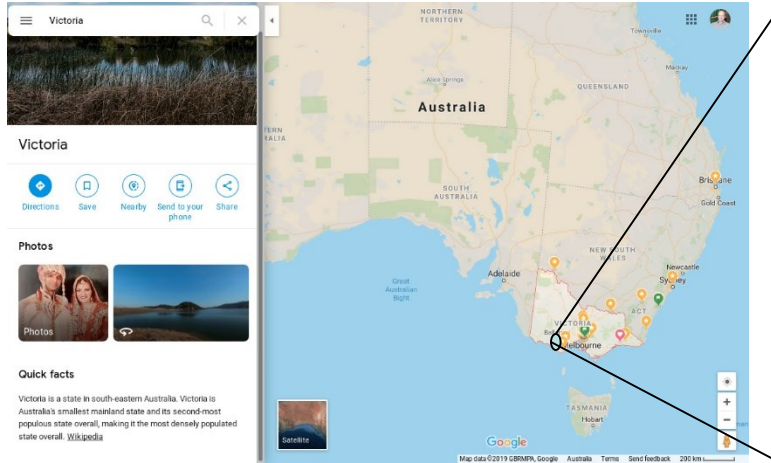 Victoria
Victoria
Directions
Save
Nearby
Send to your
phone
Share
Photos
Photos
Quick facts
Victoria is a state in south-eastern Australia. Victoria is
Australia's smallest mainland state and its second-most
populous state overall, making it the most densely populated
state overall. Wikipedia
NORTHERN
TERRITORY
Townsville
Mackay
Alice Springs
QUEENSLAND
Australia
Gold Coast
SOUTH
AUSTRALIA
NEW SOUTH
WALES
Newcastle
Adelaide
Great
Australian
Bight
ACT
VICTORIA
TASMANIA
Hobart
Satellite
Google
Map data ©2019 GBRMPA, Google Australia Terms Send feedback 200 km